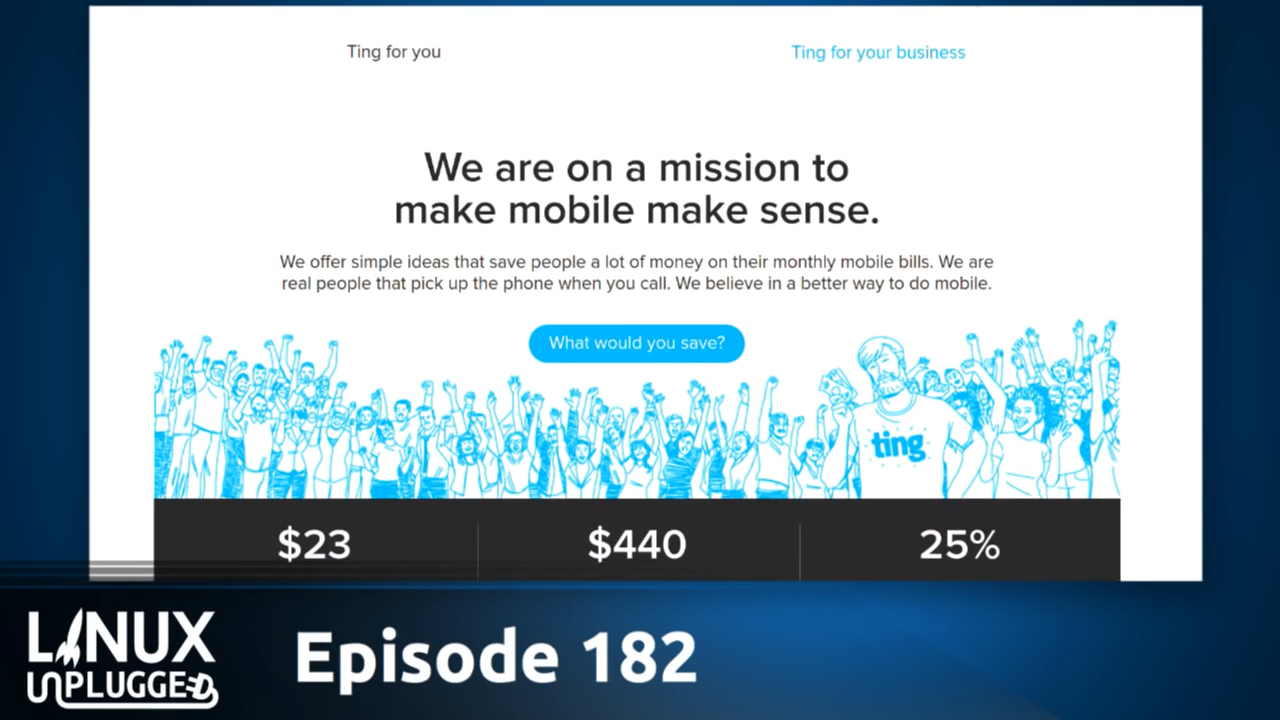 Ting for you
Ting for your business
We are on a mission to
make mobile make sense.
We offer simple ideas that save people a lot of money on their monthly mobile bills. We are
real people that pick up the phone when you call. We believe in a better way to do mobile.
What would you save?
ting
$23
$440
25%
LINUX
UNPLUGGED
Episode 182